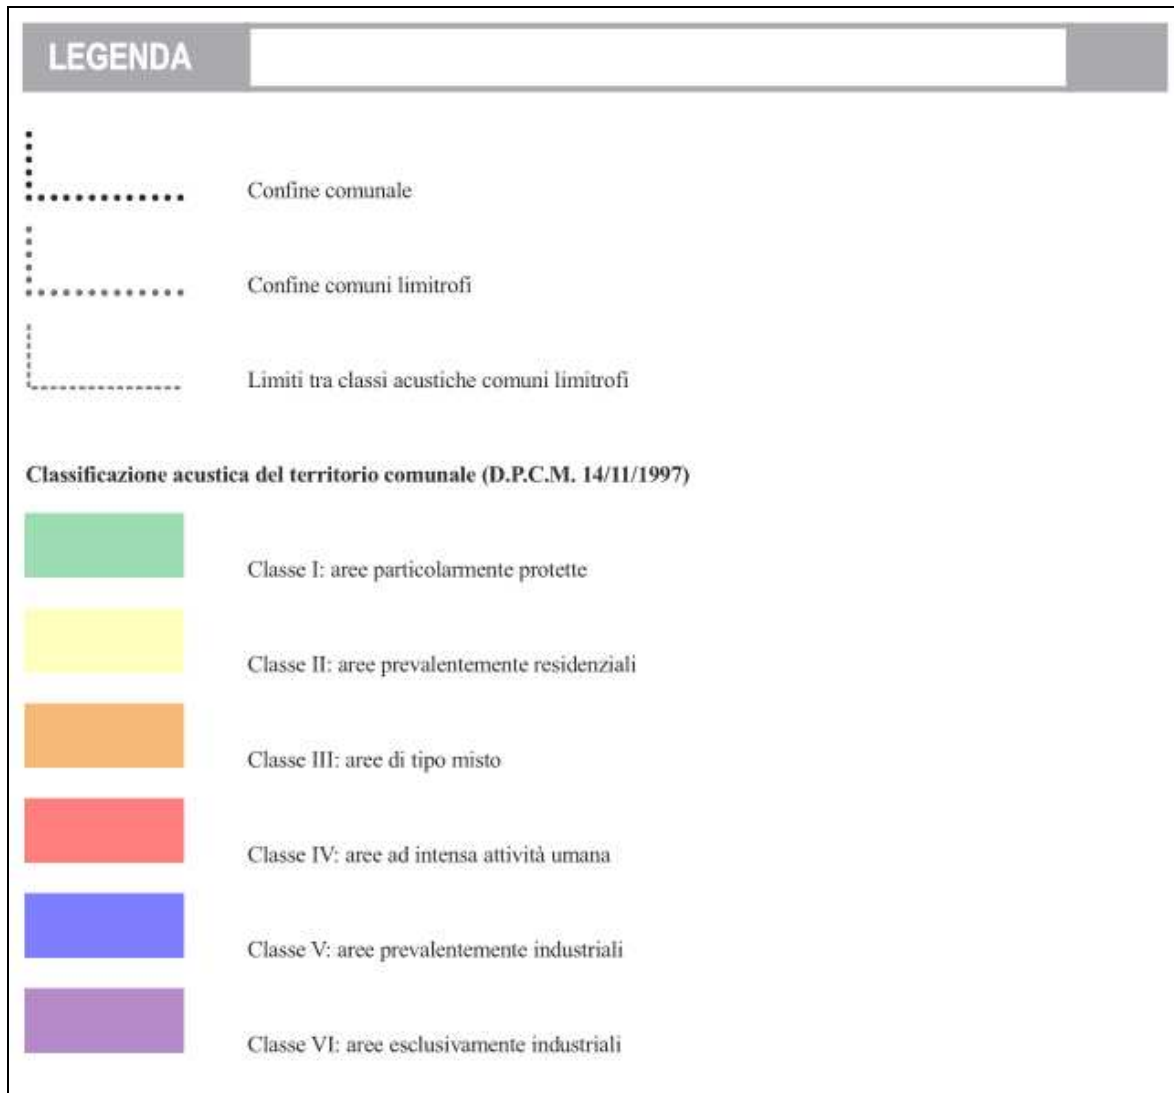 LEGENDA
Confine comunale
Confine comuni limitrofi
Limiti tra classi acustiche comuni limitrofi
Classificazione acustica del territorio comunale (D.P.C.M. 14/11/1997)
Classe I: aree particolarmente protette
Classe II: aree prevalentemente residenziali
Classe III: aree di tipo misto
Classe IV: aree ad intensa attività umana
Classe V: aree prevalentemente industriali
Classe VI: aree esclusivamente industriali